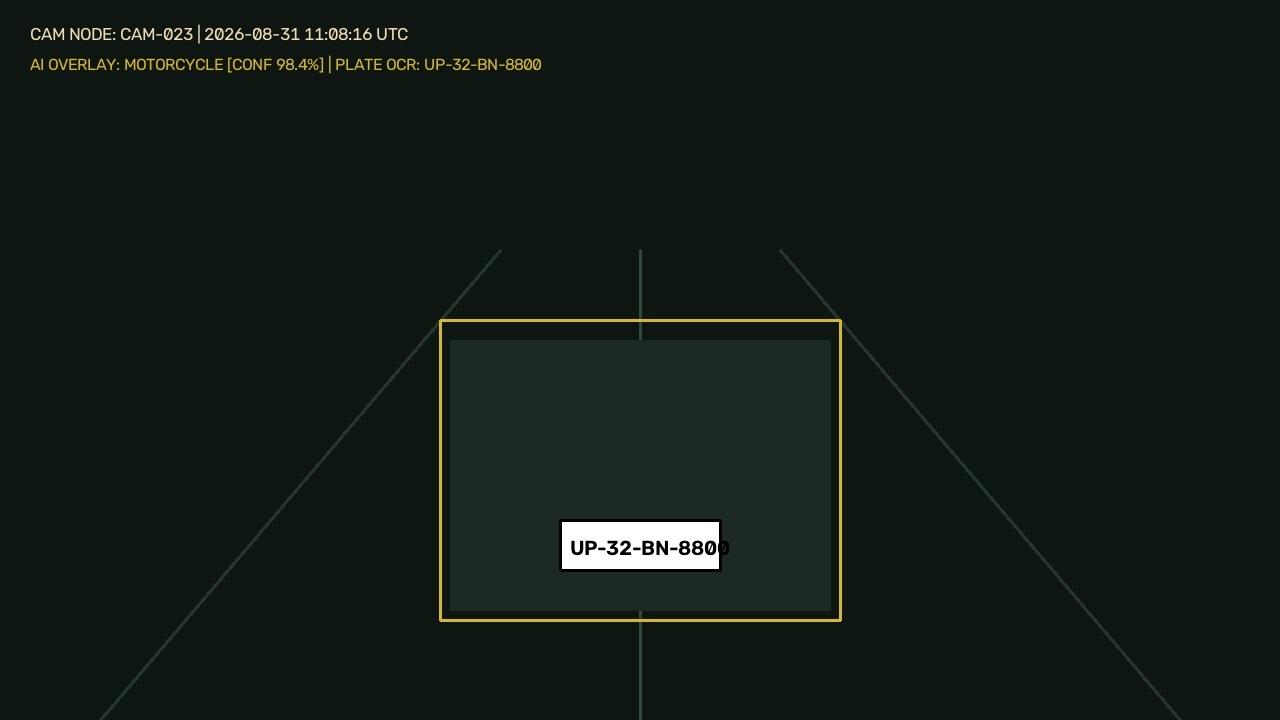 CAM NODE: CAM-023 | 2026-08-31 11:08:16 UTC
AI OVERLAY: MOTORCYCLE [CONF 98.4%] | PLATE OCR: UP-32-BN-8800
UP-32-BN-8800